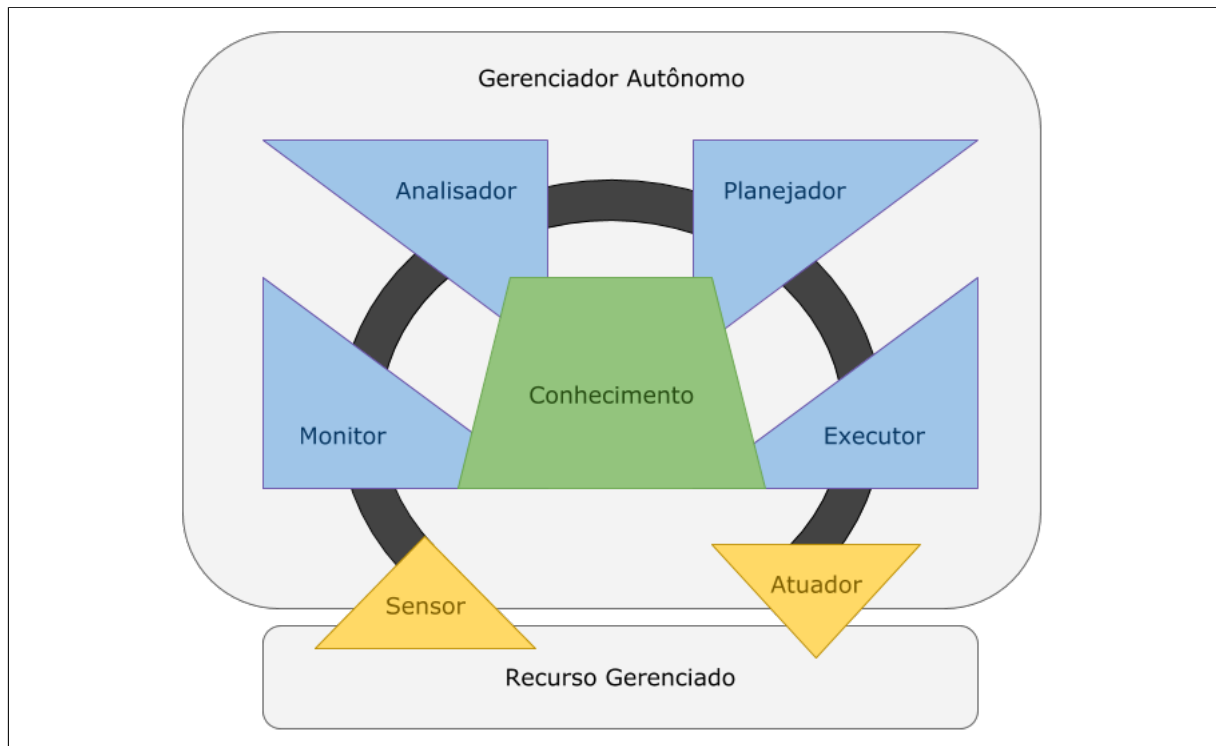 Gerenciador Autônomo
Analisador
Planejador
Conhecimento
Monitor
Executor
Sensor
Atuador
Recurso Gerenciado